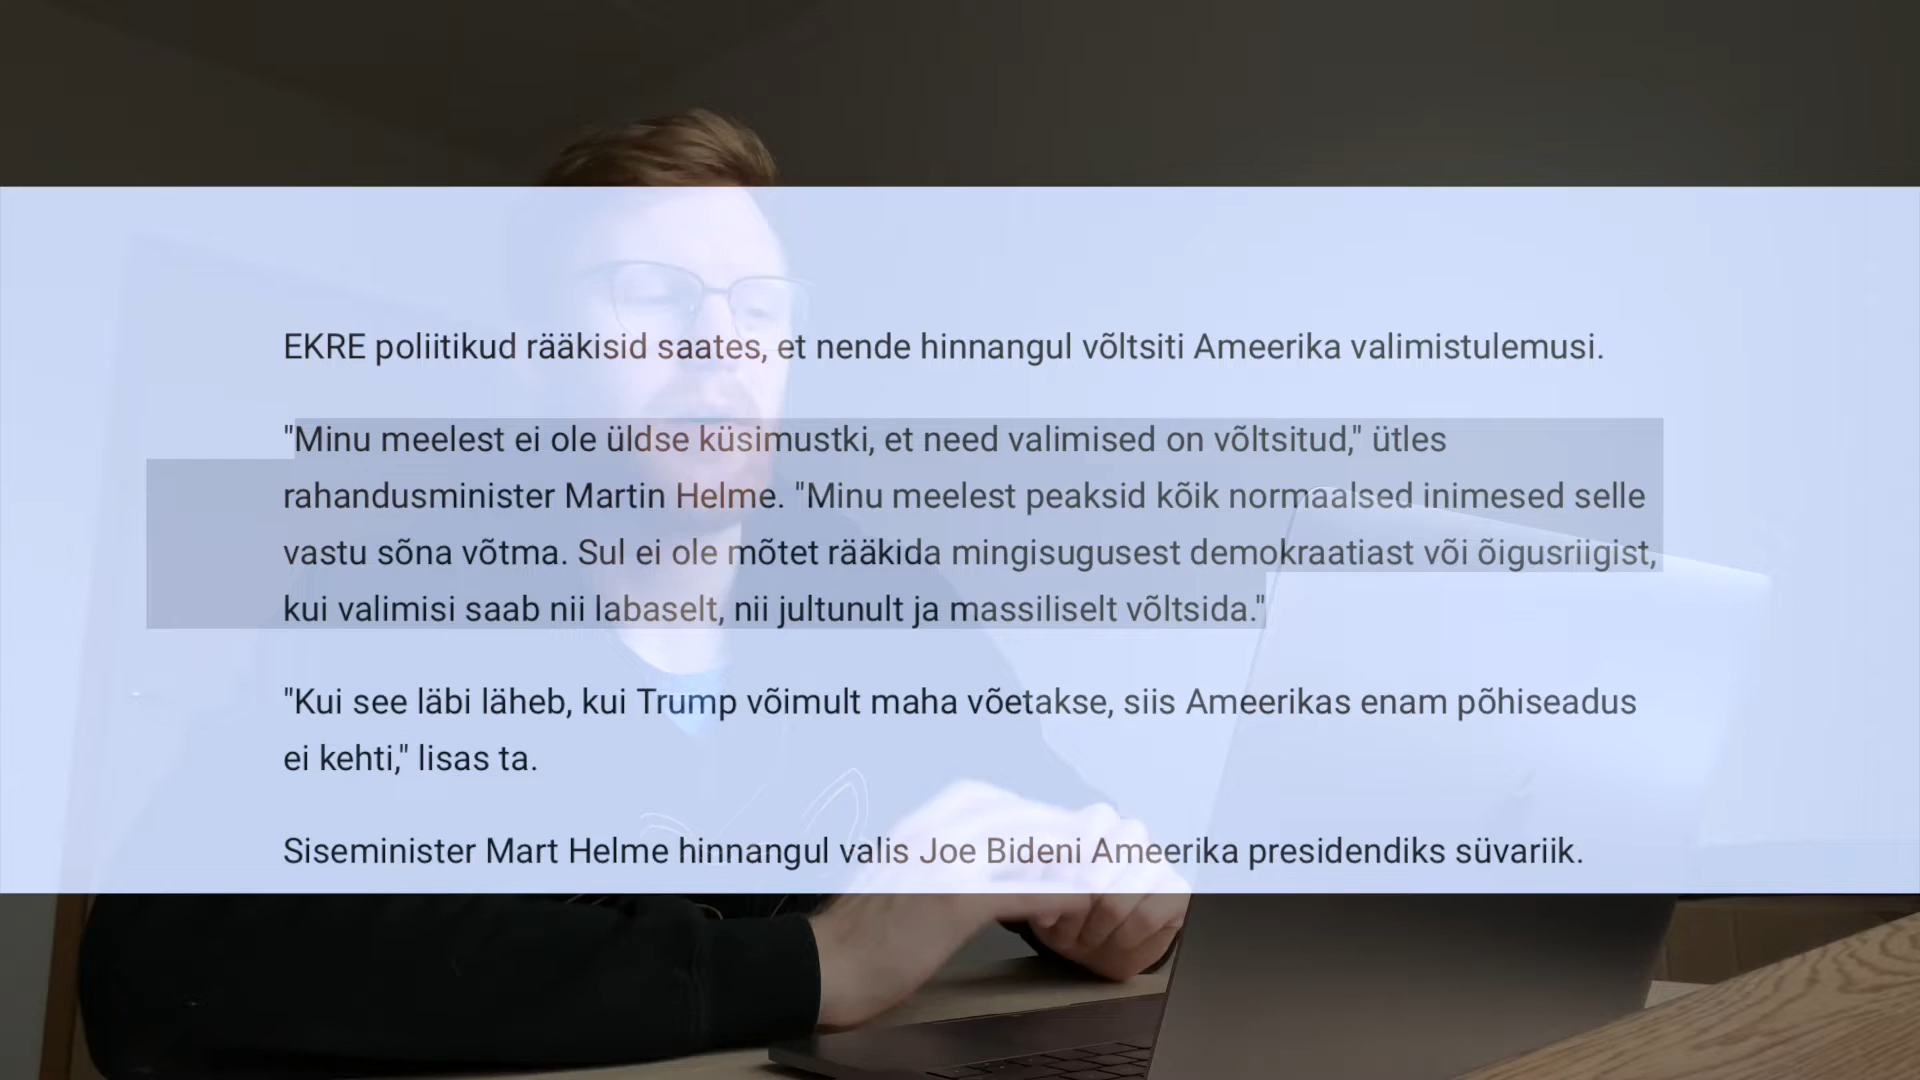 EKRE poliitikud rääkisid saates, et nende hinnangul võltsiti Ameerika valimistulemusi.
"Minu meelest ei ole üldse küsimustki, et need valimised on võltsitud," ütles
rahandusminister Martin Helme. "Minu meelest peaksid kõik normaalsed inimesed selle
vastu sõna võtma. Sul ei ole mõtet rääkida mingisugusest demokraatiast või õigusriigist,
kui valimisi saab nii labaselt, nii jultunult ja massiliselt võltsida."
"Kui see läbi läheb, kui Trump võimult maha võetakse, siis Ameerikas enam põhiseadus
ei kehti," lisas ta.
Siseminister Mart Helme hinnangul valis Joe Bideni Ameerika presidendiks süvariik.